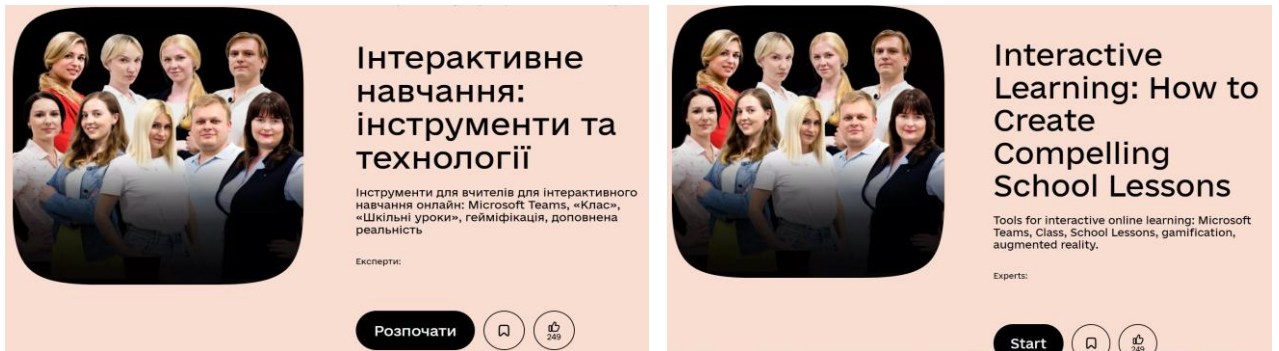 Інтерактивне
навчання:
інструменти та
технології
Інструменти для вчителів для інтерактивного
навчання онлайн: Microsoft Teams, «Клас»,
«Шкільні уроки», гейміфікація, доповнена
реальність
Експерти:
Розпочати
249
Interactive
Learning: How to
Create
Compelling
School Lessons
Tools for interactive online learning: Microsoft
Teams, Class, School Lessons, gamification,
augmented reality.
Experts:
Start
249